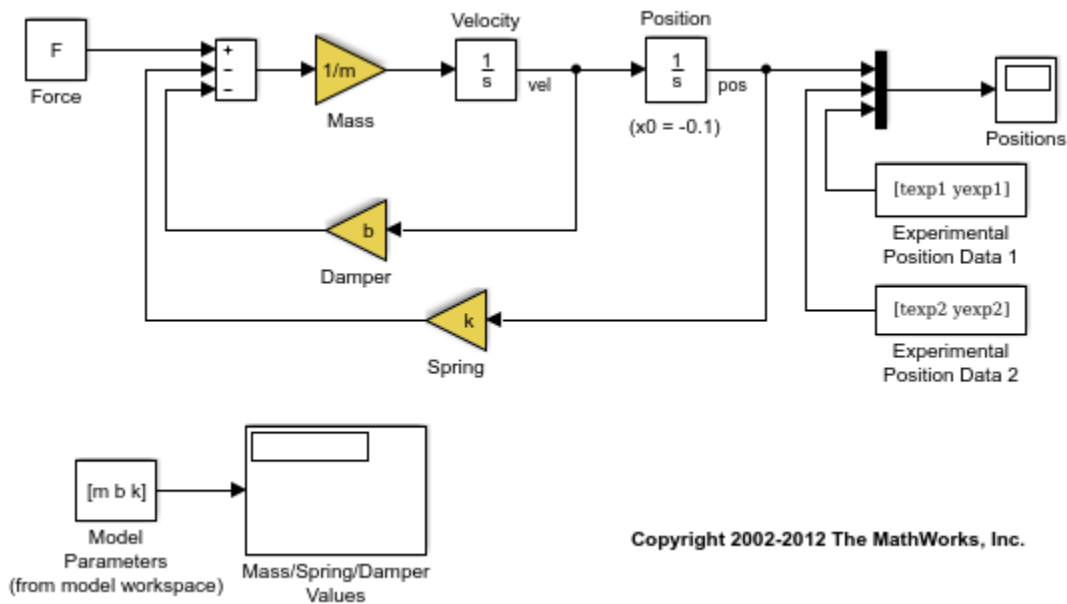 Velocity
Position
F
+
−
−
1/m
1
s
vel
1
s
pos
Force
Mass
(x0 = -0.1)
Positions
[texp1 yexp1]
b
Experimental
Position Data 1
Damper
k
[texp2 yexp2]
Spring
Experimental
Position Data 2
[m b k]
Model
Parameters
(from model workspace)
Mass/Spring/Damper
Values
Copyright 2002-2012 The MathWorks, Inc.